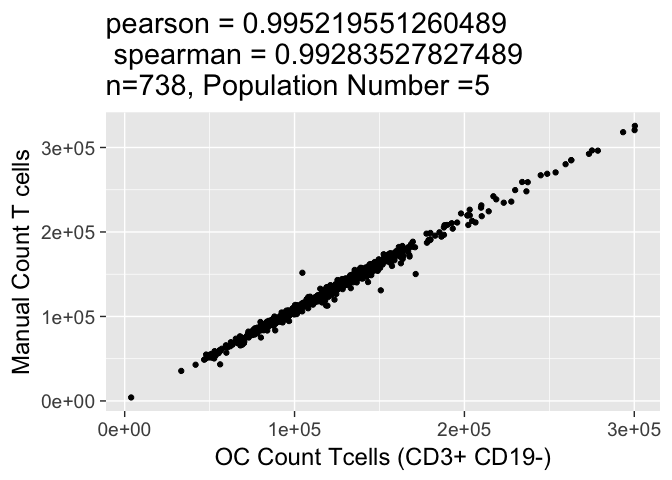 pearson = 0.995219551260489
spearman = 0.99283527827489
n=738, Population Number =5
3e+05
2e+05
1e+05
0e+00
Manual Count T cells
0e+00 1e+05 2e+05 3e+05
OC Count Tcells (CD3+ CD19-)